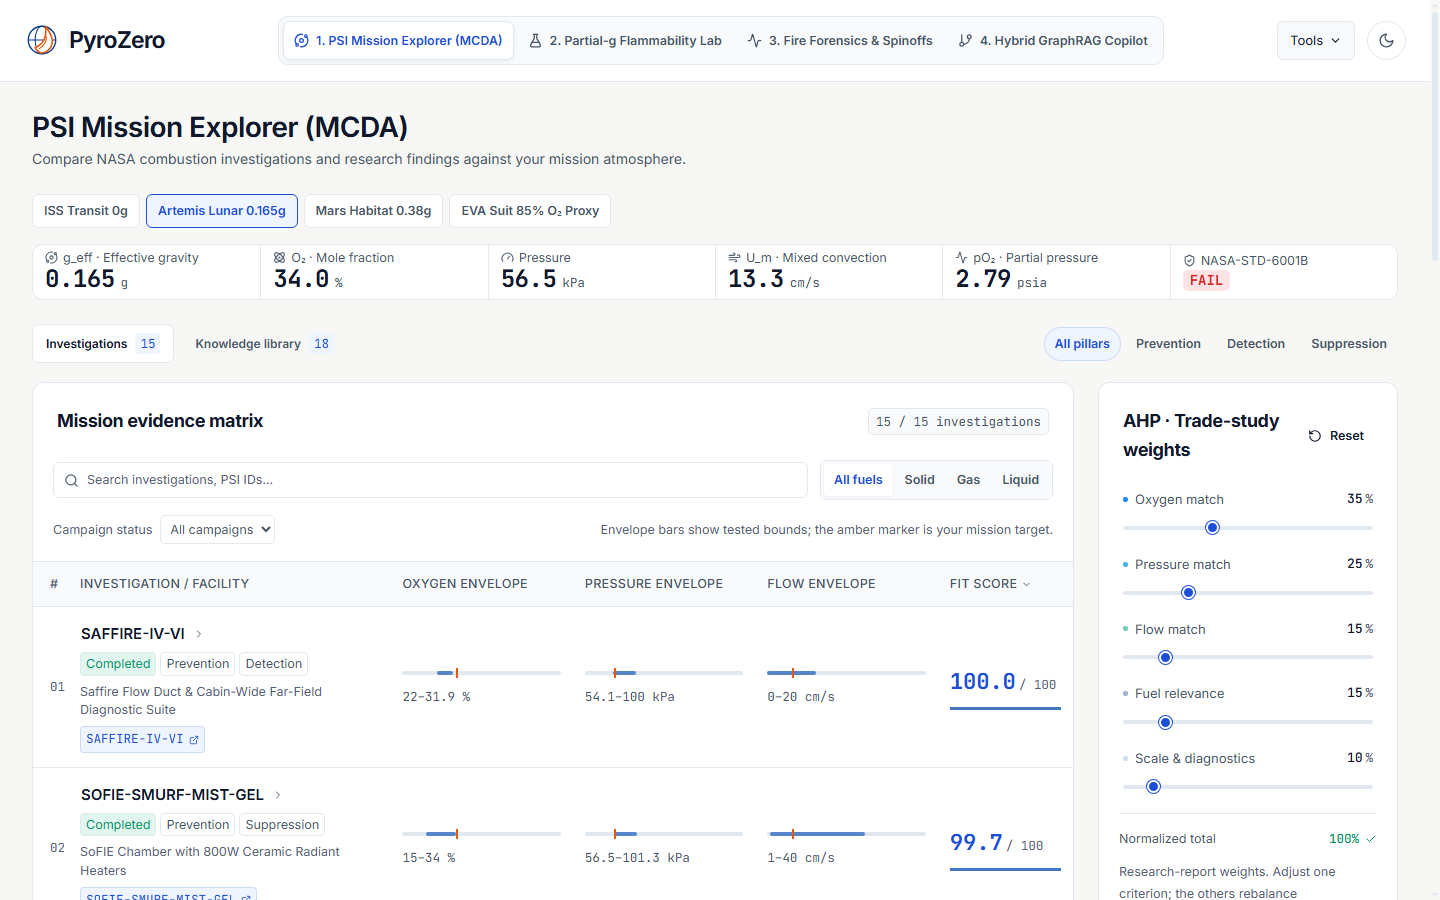 PyroZero
1. PSI Mission Explorer (MCDA)
2. Partial-g Flammability Lab
3. Fire Forensics & Spinoffs
4. Hybrid GraphRAG Copilot
Tools
PSI Mission Explorer (MCDA)
Compare NASA combustion investigations and research findings against your mission atmosphere.
ISS Transit 0g
Artemis Lunar 0.165g
Mars Habitat 0.38g
EVA Suit 85% O₂ Proxy
g_eff · Effective gravity
0.165 g
O₂ · Mole fraction
34.0 %
Pressure
56.5 kPa
U_m · Mixed convection
13.3 cm/s
pO₂ · Partial pressure
2.79 psia
NASA-STD-6001B
FAIL
Investigations 15
Knowledge library 18
All pillars
Prevention
Detection
Suppression
Mission evidence matrix
15 / 15 investigations
Search investigations, PSI IDs...
All fuels
Solid
Gas
Liquid
Campaign status
All campaigns
Envelope bars show tested bounds; the amber marker is your mission target.
# INVESTIGATION / FACILITY OXYGEN ENVELOPE PRESSURE ENVELOPE FLOW ENVELOPE FIT SCORE
01
SAFFIRE-IV-VI
Completed Prevention Detection
Saffire Flow Duct & Cabin-Wide Far-Field
Diagnostic Suite
SAFFIRE-IV-VI
22–31.9 %
54.1–100 kPa
0–20 cm/s
100.0 / 100
02
SOFIE-SMURF-MIST-GEL
Completed Prevention Suppression
SoFIE Chamber with 800W Ceramic Radiant
Heaters
SOFIE-SMURF-MIST-GEL
15–34 %
56.5–101.3 kPa
1–40 cm/s
99.7 / 100
AHP · Trade-study
weights
Reset
Oxygen match 35 %
Pressure match 25 %
Flow match 15 %
Fuel relevance 15 %
Scale & diagnostics 10 %
Normalized total 100%
Research-report weights. Adjust one
criterion; the others rebalance